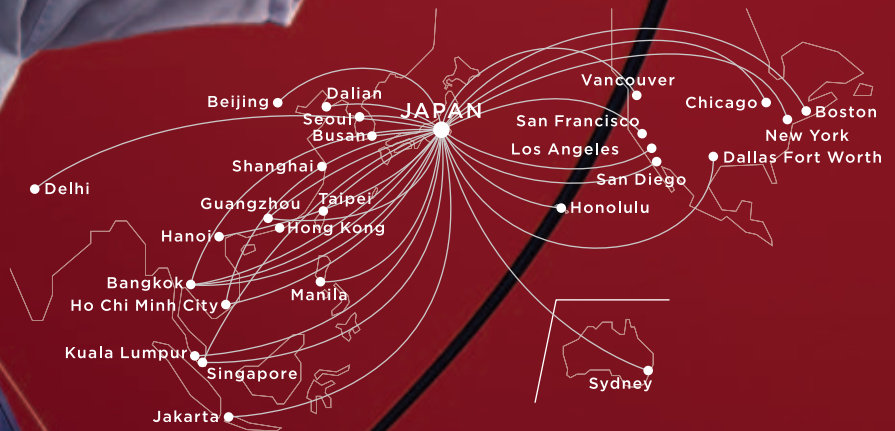 Vancouver
Dalian
Beijing
JAPAN
Chicago
Boston
Seoul
San Francisco
New York
Busan
Los Angeles
Dallas Fort Worth
Shanghai
San Diego
Delhi
Taipei
Guangzhou
Honolulu
Hong Kong
Hanoi
Bangkok
Manila
Ho Chi Minh City
Kuala Lumpur
Singapore
Sydney
Jakarta